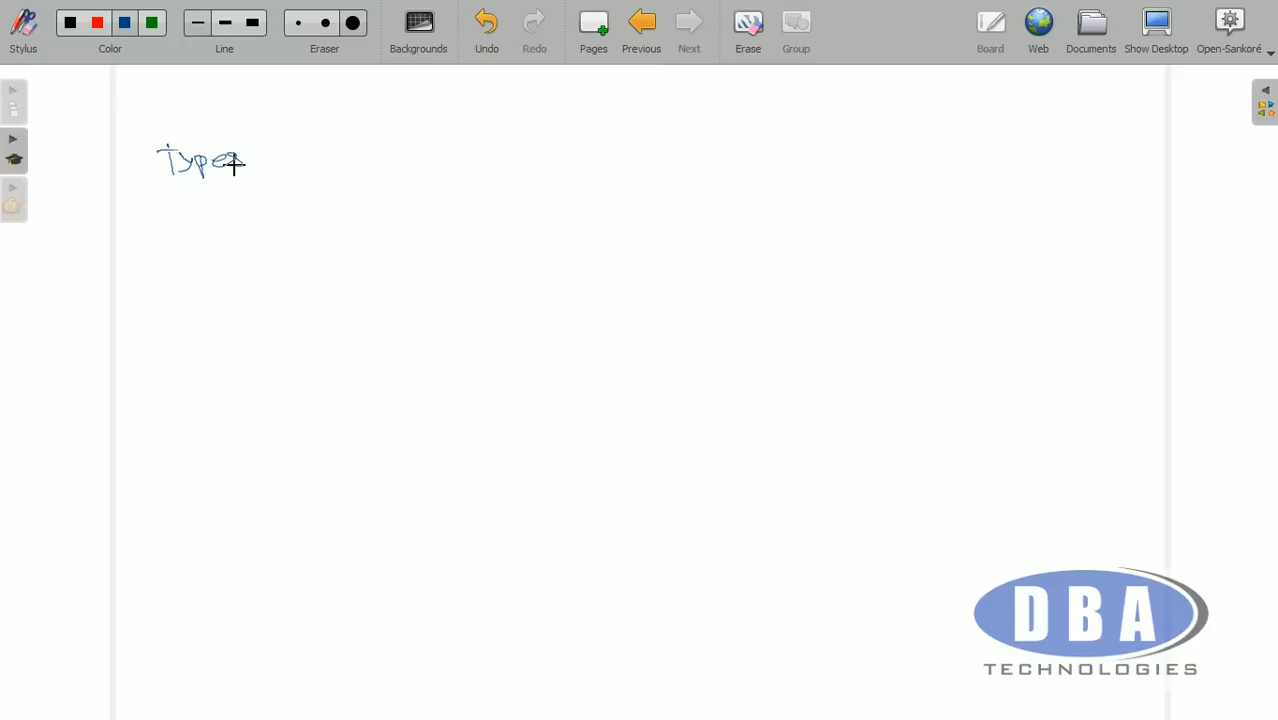 Stylus Color Line Eraser Backgrounds Undo Redo Pages Previous Next Erase Group Board Web Documents Show Desktop Open-Sankoré
Types
DBA
TECHNOLOGIES